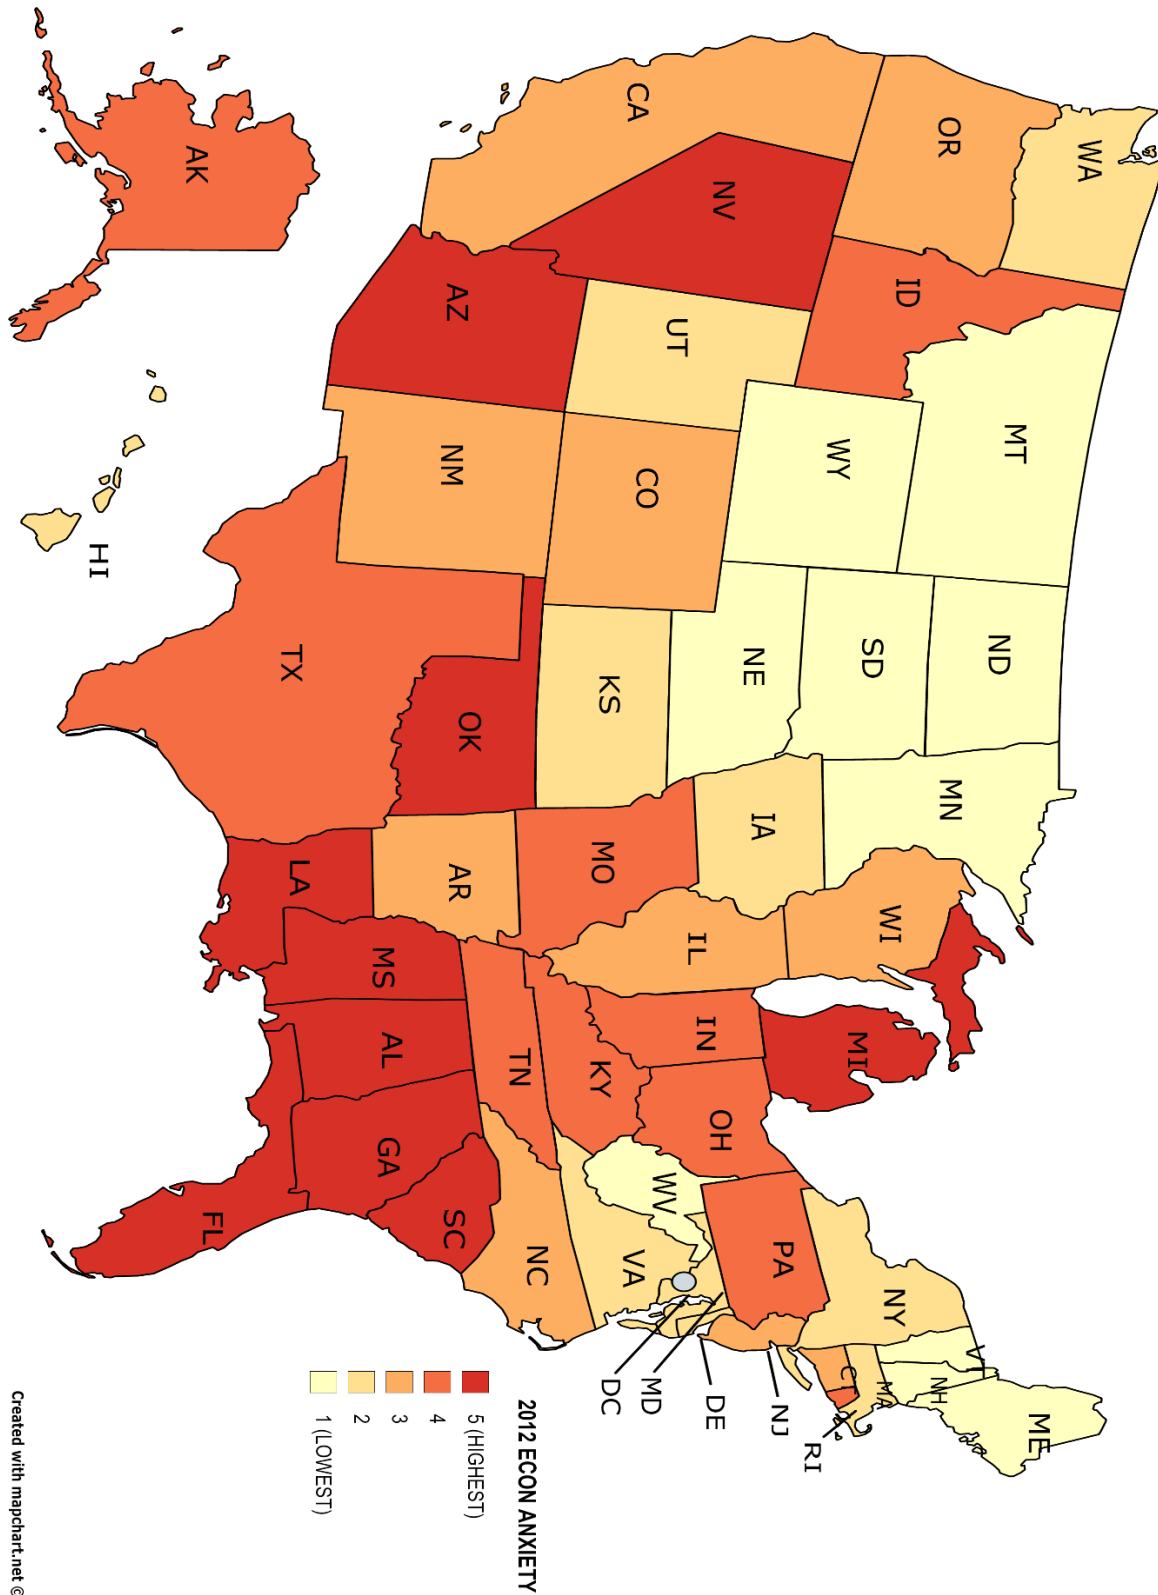 WA
OR
CA
NV
ID
MT
WY
UT
AZ
CO
NM
ND
SD
NE
KS
OK
TX
MN
IA
MO
AR
LA
WI
IL
MI
IN
OH
KY
TN
MS
AL
GA
FL
SC
NC
VA
WV
PA
NY
VT
NH
ME
MA
CT
RI
NJ
DE
MD
DC
AK
HI
2012 ECON ANXIETY
5 (HIGHEST)
4
3
2
1 (LOWEST)
Created with mapchart.net ©